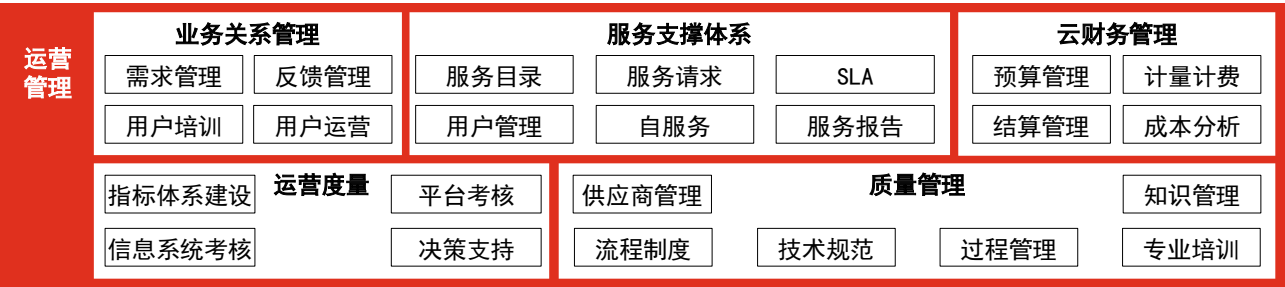 运营
管理
业务关系管理
需求管理
反馈管理
用户培训
用户运营
服务支撑体系
服务目录
服务请求
SLA
用户管理
自服务
服务报告
云财务管理
预算管理
计量计费
结算管理
成本分析
运营度量
指标体系建设
平台考核
信息系统考核
决策支持
质量管理
供应商管理
知识管理
流程制度
技术规范
过程管理
专业培训